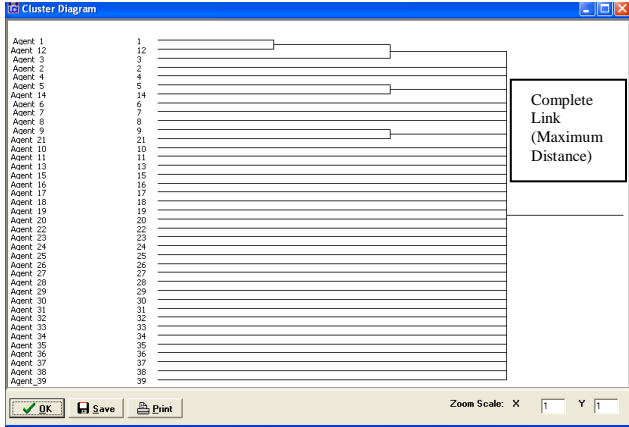 Cluster Diagram
Agent 1 1
Agent 12 12
Agent 3 3
Agent 2 2
Agent 4 4
Agent 5 5
Agent 14 14
Agent 6 6
Agent 7 7
Agent 8 8
Agent 9 9
Agent 21 21
Agent 10 10
Agent 11 11
Agent 13 13
Agent 15 15
Agent 16 16
Agent 17 17
Agent 18 18
Agent 19 19
Agent 20 20
Agent 22 22
Agent 23 23
Agent 24 24
Agent 25 25
Agent 26 26
Agent 27 27
Agent 28 28
Agent 29 29
Agent 30 30
Agent 31 31
Agent 32 32
Agent 33 33
Agent 34 34
Agent 35 35
Agent 36 36
Agent 37 37
Agent 38 38
Agent 39 39
Complete
Link
(Maximum
Distance)
OK Save Print Zoom Scale: X 1 Y 1